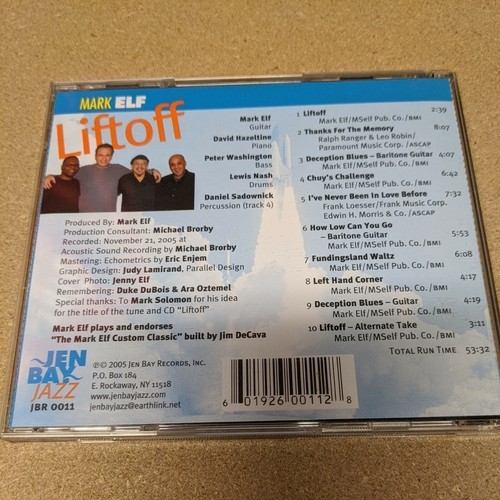 MARK ELF
Liftoff
Mark Elf
Guitar
David Hazeltine
Piano
Peter Washington
Bass
Lewis Nash
Drums
Daniel Sadownick
Percussion (track 4)
1 Liftoff 2:39
Mark Elf/MSelf Pub. Co./BMI
2 Thanks For The Memory 8:07
Ralph Ranger & Leo Robin/
Paramount Music Corp. /ASCAP
3 Deception Blues – Baritone Guitar 4:07
Mark Elf/MSelf Pub. Co./BMI
4 Chuy's Challenge 6:42
Mark Elf/MSelf Pub. Co./BMI
5 I've Never Been In Love Before 7:32
Frank Loesser/Frank Music Corp.
Edwin H. Morris & Co./ASCAP
6 How Low Can You Go
– Baritone Guitar 5:53
Mark Elf/MSelf Pub. Co./BMI
7 Fundingsland Waltz 6:08
Mark Elf/MSelf Pub. Co./BMI
8 Left Hand Corner 4:17
Mark Elf/MSelf Pub. Co./BMI
9 Deception Blues – Guitar 4:19
Mark Elf/MSelf Pub. Co./BMI
10 Liftoff – Alternate Take 3:11
Mark Elf/MSelf Pub. Co./BMI
TOTAL RUN TIME 53:32
Produced By: Mark Elf
Production Consultant: Michael Brorby
Recorded: November 21, 2005 at
Acoustic Sound Recording by Michael Brorby
Mastering: Echometrics by Eric Enjem
Graphic Design: Judy Lamirand, Parallel Design
Cover Photo: Jenny Elf
Remembering: Duke DuBois & Ara Oztemel
Special thanks: To Mark Solomon for his idea
for the title of the tune and CD "Liftoff"
Mark Elf plays and endorses
"The Mark Elf Custom Classic" built by Jim DeCava
JEN
BAY
JAZZ
JBR 0011
℗© 2005 JEN BAY RECORDS, INC.
P.O. Box 184
E. Rockaway, NY 11518
www.jenbayjazz.com
jenbayjazz@earthlink.net
6 01926 00112 8